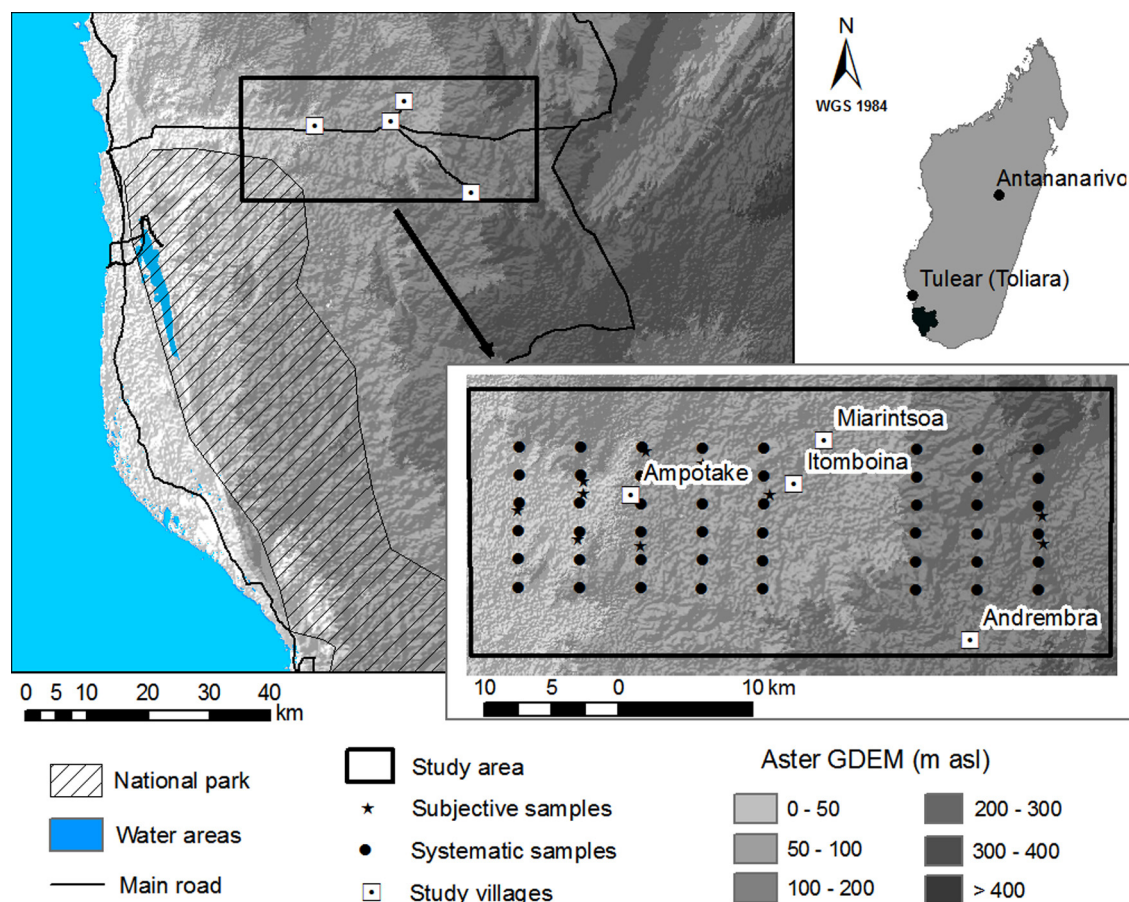 N
WGS 1984
Antananarivo
Tulear (Toliara)
Miarintsoa
Itomboina
Ampotake
Andrembra
0 5 10 20 30 40
km
10 5 0 10 km
National park
Water areas
Main road
Study area
Subjective samples
Systematic samples
Study villages
Aster GDEM (m asl)
0 - 50
50 - 100
100 - 200
200 - 300
300 - 400
> 400